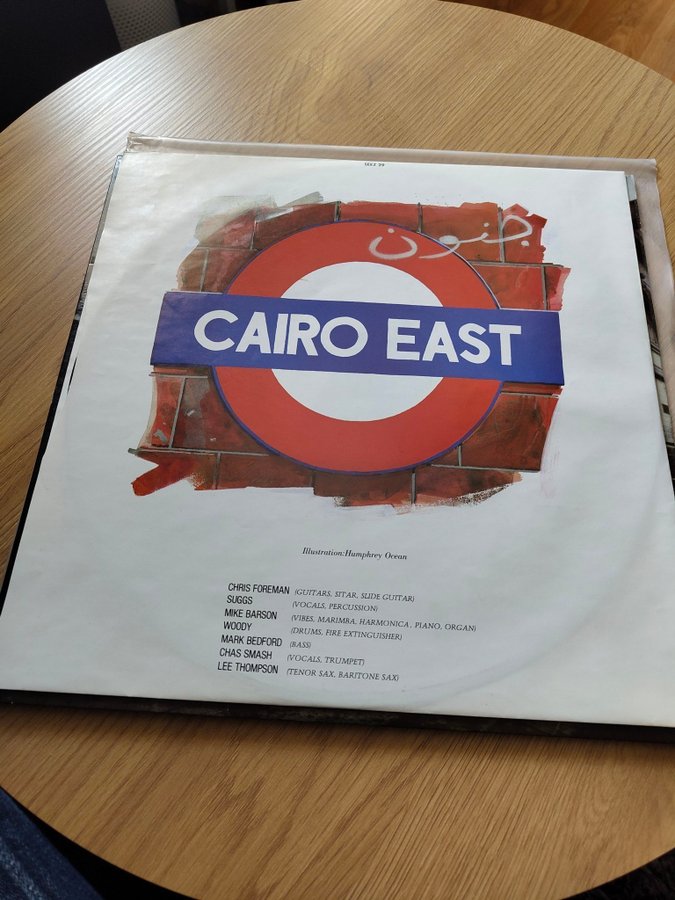 SEEZ 39
جنون
CAIRO EAST
Illustration:Humphrey Ocean
CHRIS FOREMAN (GUITARS, SITAR, SLIDE GUITAR)
SUGGS (VOCALS, PERCUSSION)
MIKE BARSON (VIBES, MARIMBA, HARMONICA, PIANO, ORGAN)
WOODY (DRUMS, FIRE EXTINGUISHER)
MARK BEDFORD (BASS)
CHAS SMASH (VOCALS, TRUMPET)
LEE THOMPSON (TENOR SAX, BARITONE SAX)